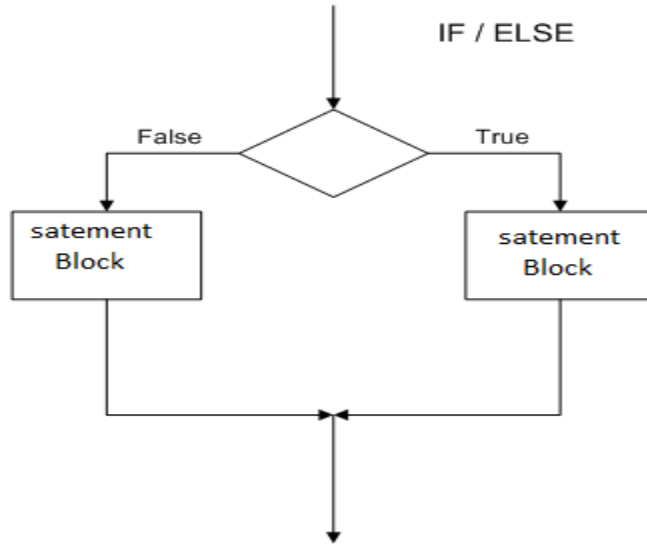 IF / ELSE
False
True
satement
Block
satement
Block